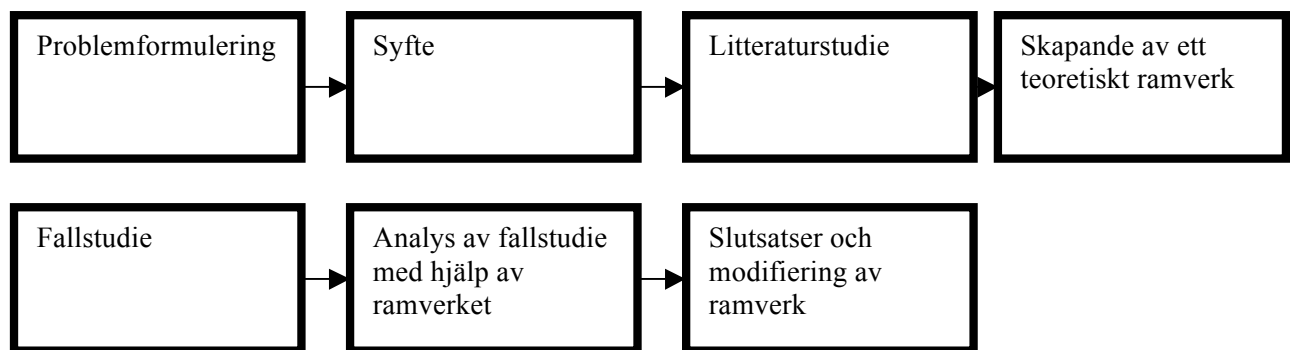 Problemformulering
Syfte
Litteraturstudie
Skapande av ett
teoretiskt ramverk
Fallstudie
Analys av fallstudie
med hjälp av
ramverket
Slutsatser och
modifiering av
ramverk